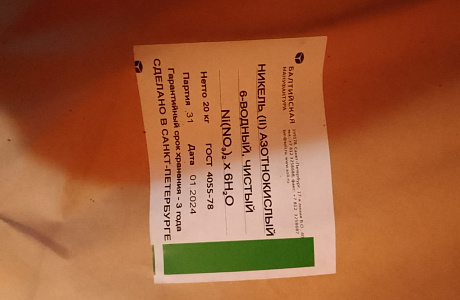 БАЛТИЙСКАЯ
МАНУФАКТУРА
НИКЕЛЬ (II) АЗОТНОКИСЛЫЙ
6-ВОДНЫЙ, ЧИСТЫЙ
Ni(NO₃)₂ x 6H₂O
Нетто 20 кг ГОСТ 4055-78
Партия 31 Дата 01.2024
Гарантийный срок хранения - 3 года
СДЕЛАНО В САНКТ-ПЕТЕРБУРГЕ